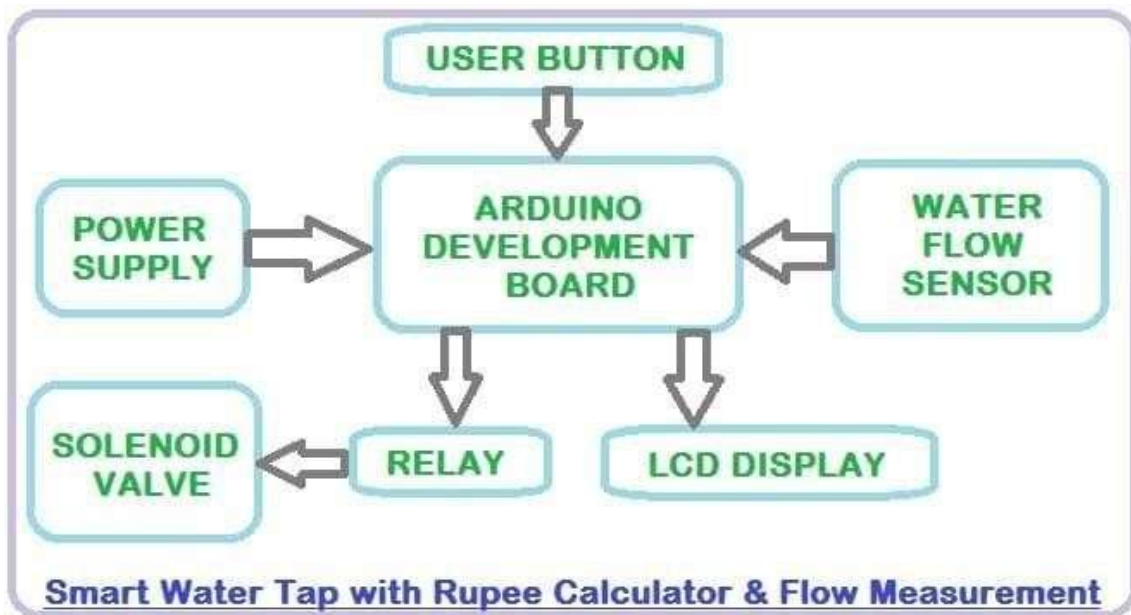 USER BUTTON
POWER
SUPPLY
ARDUINO
DEVELOPMENT
BOARD
WATER
FLOW
SENSOR
SOLENOID
VALVE
RELAY
LCD DISPLAY
Smart Water Tap with Rupee Calculator & Flow Measurement